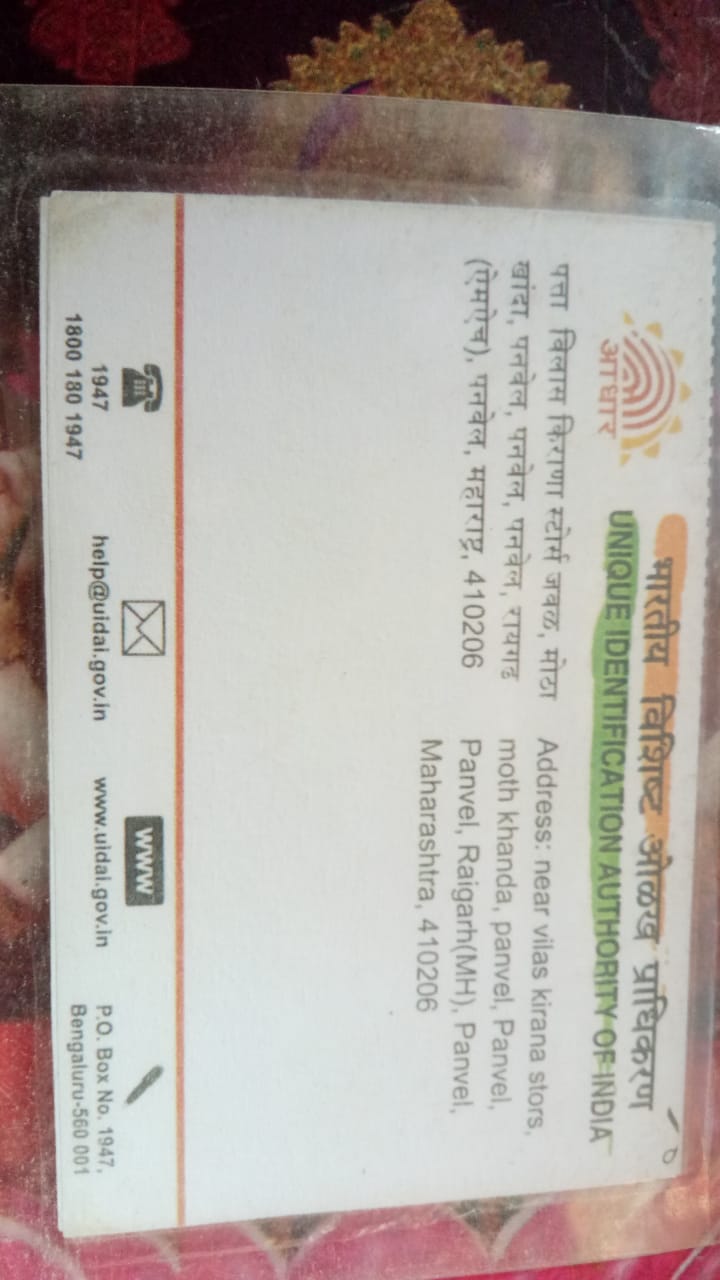 भारतीय विशिष्ट ओळख प्राधिकरण
UNIQUE IDENTIFICATION AUTHORITY OF INDIA
आधार
पत्ता विलास किराणा स्टोर्स जवळ, मोठा
खांदा, पनवेल, पनवेल, पनवेल, रायगढ
(ऐमऐच), पनवेल, महाराष्ट्र, 410206
Address: near vilas kirana stors,
moth khanda, panvel, Panvel,
Panvel, Raigarh(MH), Panvel,
Maharashtra, 410206
1947
1800 180 1947
help@uidai.gov.in
www
www.uidai.gov.in
P.O. Box No. 1947,
Bengaluru-560 001